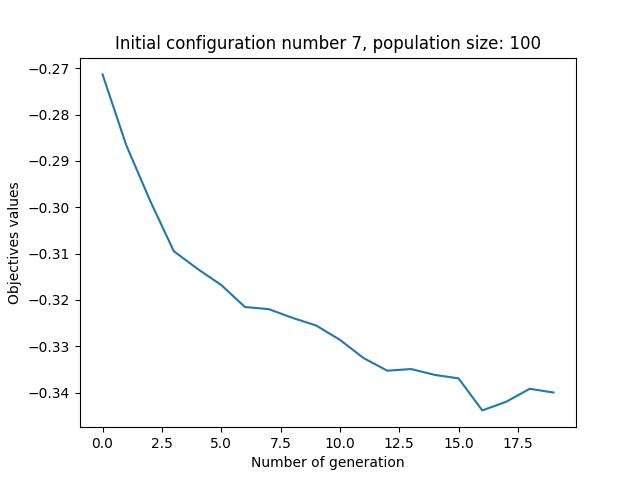 Initial configuration number 7, population size: 100
−0.27
−0.28
−0.29
−0.30
−0.31
−0.32
−0.33
−0.34
Objectives values
0.0 2.5 5.0 7.5 10.0 12.5 15.0 17.5
Number of generation